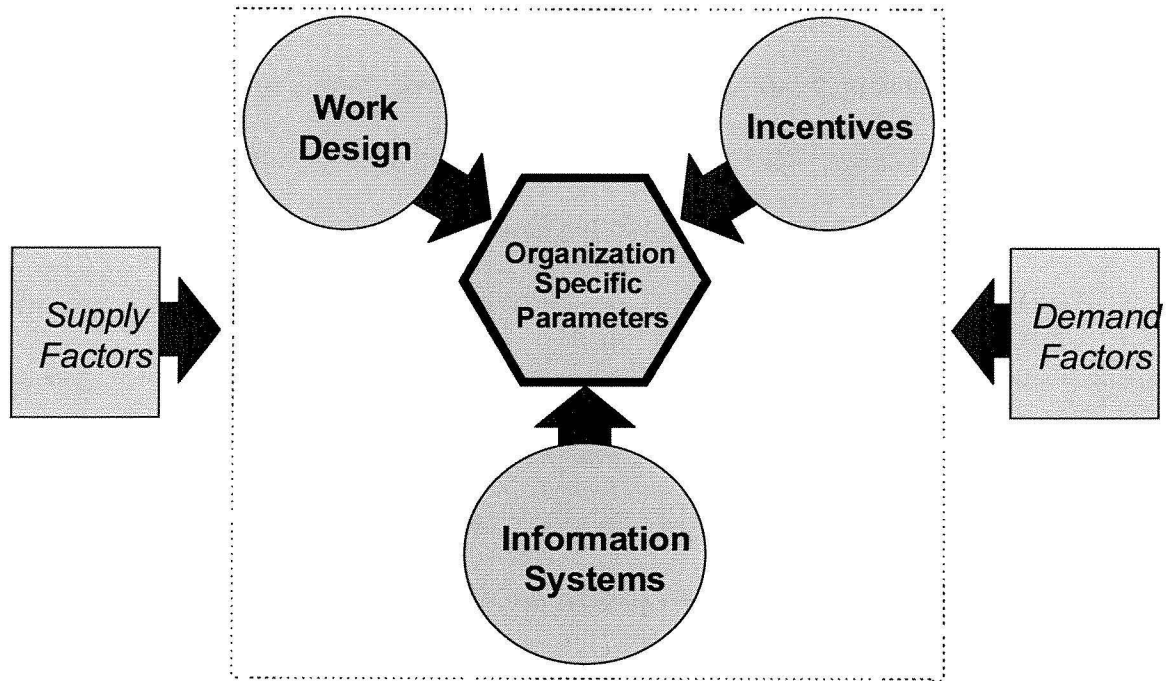 Work
Design
Incentives
Organization
Specific
Parameters
Supply
Factors
Demand
Factors
Information
Systems